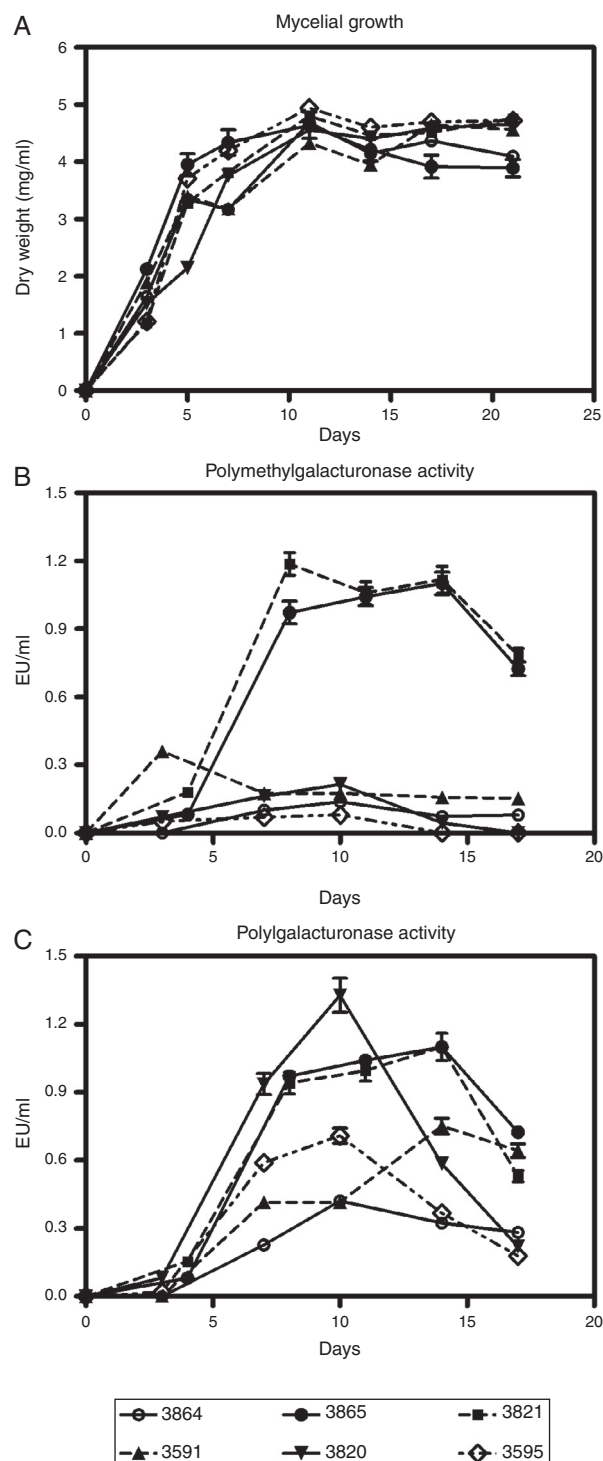 A
Mycelial growth
6
5
4
3
2
1
0
Dry weight (mg/ml)
0 5 10 15 20 25
Days
B
Polymethylgalacturonase activity
1.5
1.2
0.9
0.6
0.3
0.0
EU/ml
0 5 10 15 20
Days
C
Polylgalacturonase activity
1.5
1.2
0.9
0.6
0.3
0.0
EU/ml
0 5 10 15 20
Days
3864 3865 3821
3591 3820 3595